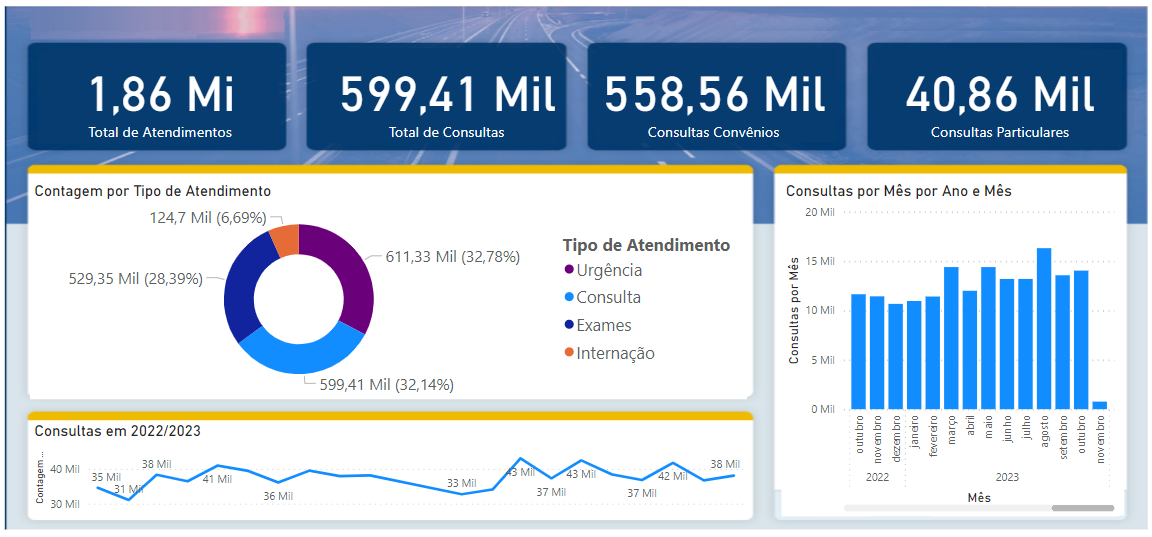 1,86 Mi
Total de Atendimentos
599,41 Mil
Total de Consultas
558,56 Mil
Consultas Convênios
40,86 Mil
Consultas Particulares
Contagem por Tipo de Atendimento
124,7 Mil (6,69%)
611,33 Mil (32,78%)
529,35 Mil (28,39%)
599,41 Mil (32,14%)
Tipo de Atendimento
Urgência
Consulta
Exames
Internação
Consultas em 2022/2023
Contagem ...
40 Mil
30 Mil
35 Mil
31 Mil
38 Mil
41 Mil
36 Mil
33 Mil
43 Mil
37 Mil
43 Mil
37 Mil
42 Mil
38 Mil
Consultas por Mês por Ano e Mês
Consultas por Mês
20 Mil
15 Mil
10 Mil
5 Mil
0 Mil
outubro
novembro
dezembro
janeiro
fevereiro
março
abril
maio
junho
julho
agosto
setembro
outubro
novembro
2022
2023
Mês